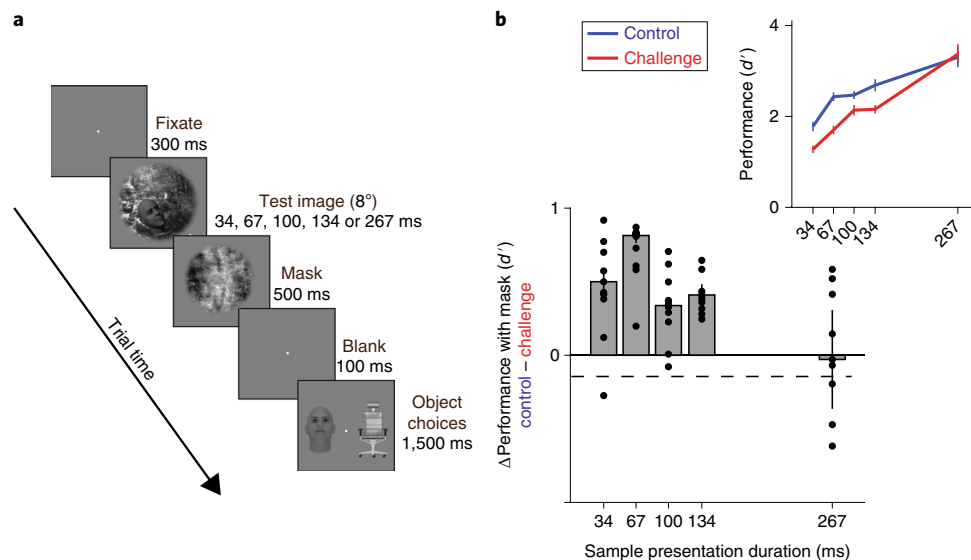 a
Fixate
300 ms
Test image (8°)
34, 67, 100, 134 or 267 ms
Mask
500 ms
Blank
100 ms
Object
choices
1,500 ms
Trial time
b
Control
Challenge
Performance (d′)
4
2
0
34
67
100
134
267
ΔPerformance with mask (d′)
control – challenge
1
0
34
67
100
134
267
Sample presentation duration (ms)